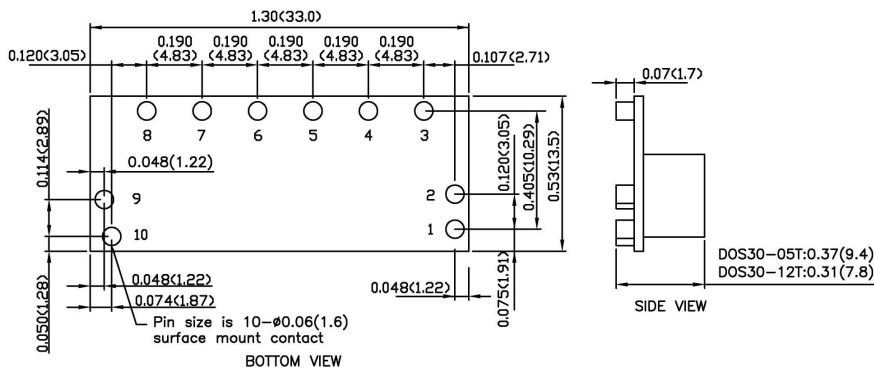 1.30(33.0)
0.120(3.05)
0.190 0.190 0.190 0.190 0.190
(4.83) (4.83) (4.83) (4.83) (4.83)
0.107(2.71)
0.07(1.7)
8 7 6 5 4 3
0.114(2.89)
0.048(1.22)
9
10
2
1
0.120(3.05)
0.405(10.29)
0.53(13.5)
0.050(1.28)
0.048(1.22)
0.074(1.87)
0.048(1.22)
0.075(1.91)
Pin size is 10-ø0.06(1.6)
surface mount contact
BOTTOM VIEW
DOS30-05T:0.37(9.4)
DOS30-12T:0.31(7.8)
SIDE VIEW